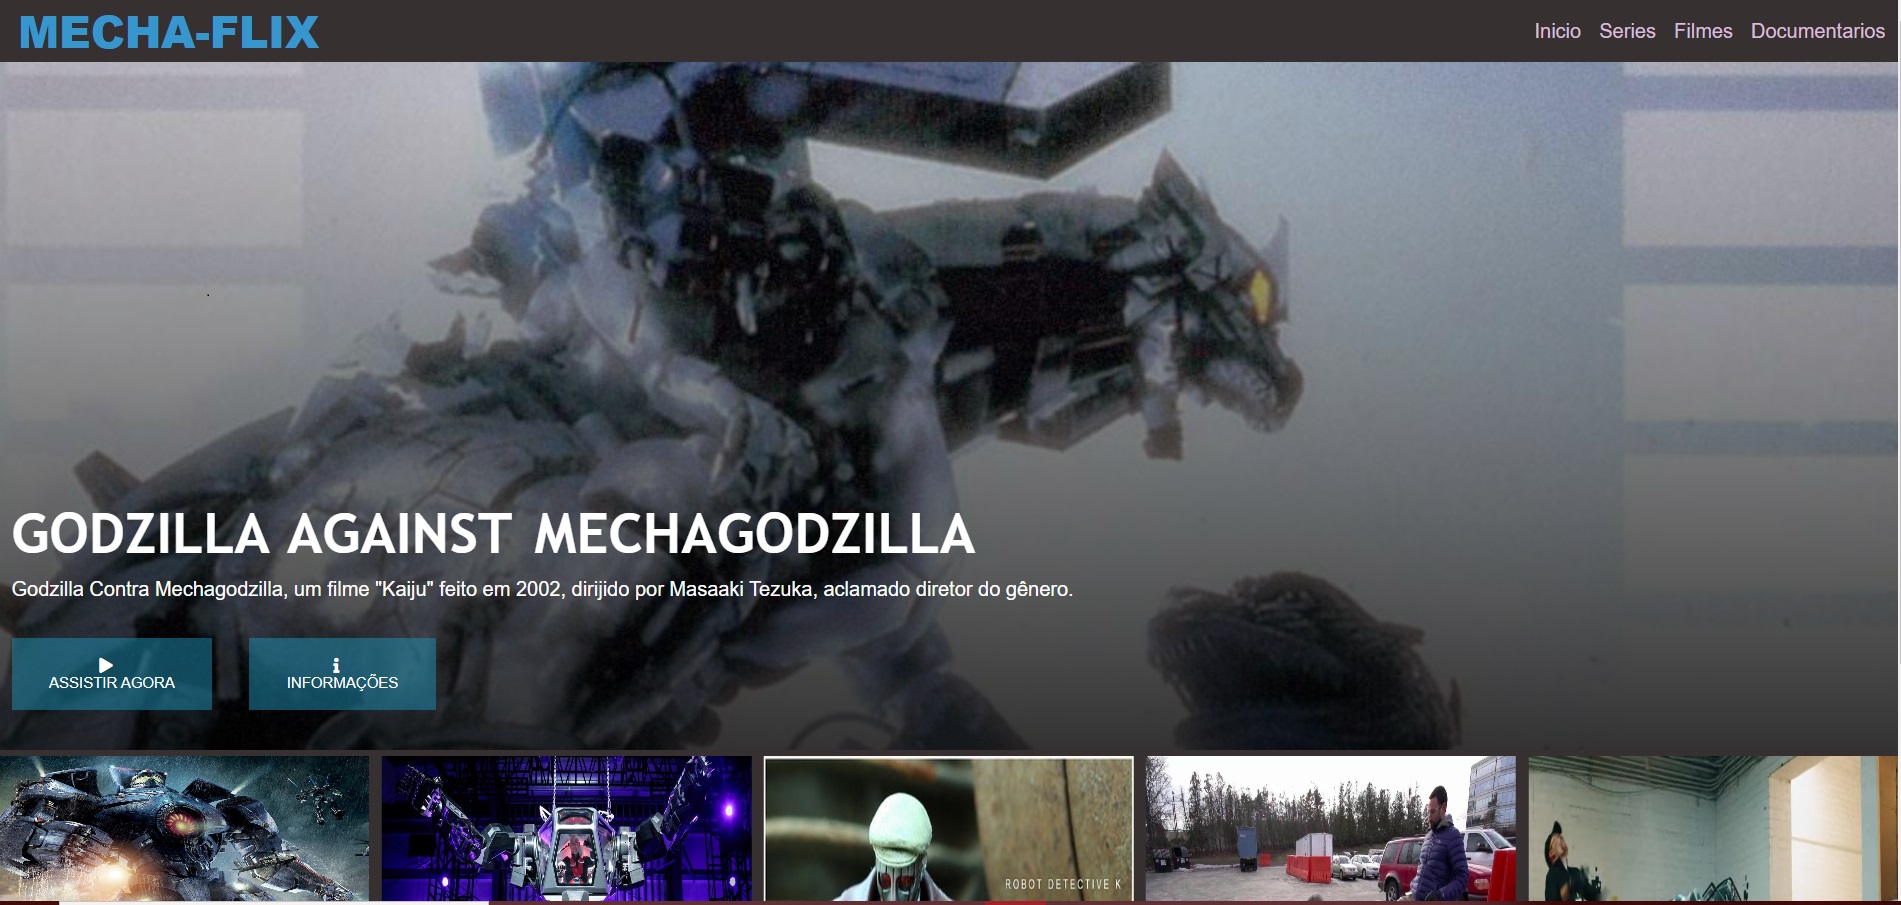 MECHA-FLIX
Inicio Series Filmes Documentarios
GODZILLA AGAINST MECHAGODZILLA
Godzilla Contra Mechagodzilla, um filme "Kaiju" feito em 2002, dirijido por Masaaki Tezuka, aclamado diretor do gênero.
ASSISTIR AGORA
INFORMAÇÕES
ROBOT DETECTIVE K